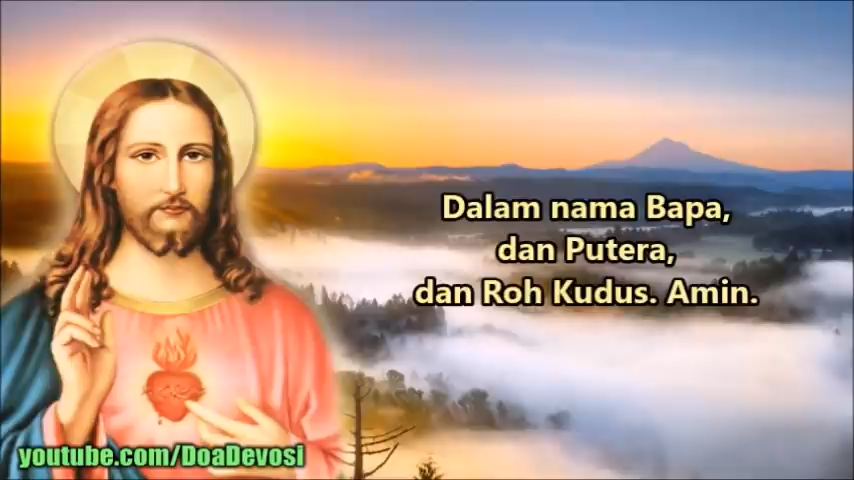 Dalam nama Bapa,
dan Putera,
dan Roh Kudus. Amin.
youtube.com/DoaDevosi